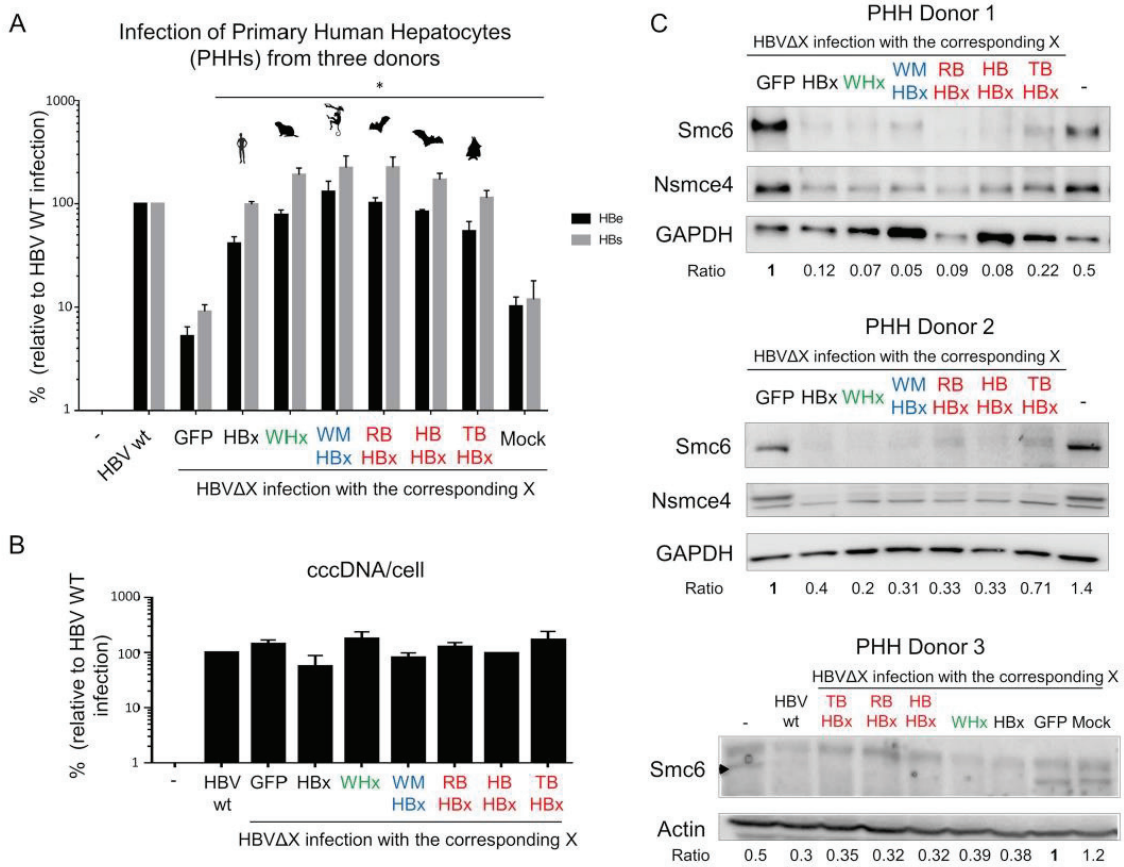 A
Infection of Primary Human Hepatocytes
(PHHs) from three donors
*
% (relative to HBV WT infection)
1000
100
10
1
HBe
HBs
- HBV wt GFP HBx WHx WM HBx RB HBx HB HBx TB HBx Mock
HBVΔX infection with the corresponding X
B
cccDNA/cell
% (relative to HBV WT
infection)
1000
100
10
1
- HBV wt GFP HBx WHx WM HBx RB HBx HB HBx TB HBx
HBVΔX infection with the corresponding X
C
PHH Donor 1
HBVΔX infection with the corresponding X
WM RB HB TB
GFP HBx WHx HBx HBx HBx HBx -
Smc6
Nsmce4
GAPDH
Ratio 1 0.12 0.07 0.05 0.09 0.08 0.22 0.5
PHH Donor 2
HBVΔX infection with the corresponding X
WM RB HB TB
GFP HBx WHx HBx HBx HBx HBx -
Smc6
Nsmce4
GAPDH
Ratio 1 0.4 0.2 0.31 0.33 0.33 0.71 1.4
PHH Donor 3
HBVΔX infection with the corresponding X
HBV TB RB HB
- wt HBx HBx HBx WHx HBx GFP Mock
Smc6
Actin
Ratio 0.5 0.3 0.35 0.32 0.32 0.39 0.38 1 1.2